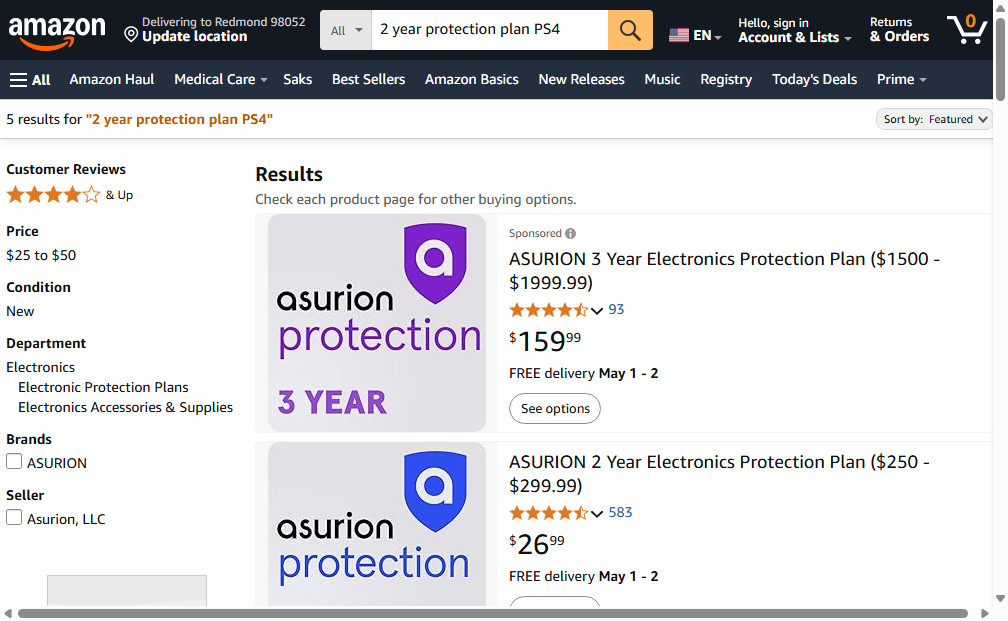 amazon
Delivering to Redmond 98052
Update location
All
2 year protection plan PS4
EN
Hello, sign in
Account & Lists
Returns
& Orders
0
All
Amazon Haul
Medical Care
Saks
Best Sellers
Amazon Basics
New Releases
Music
Registry
Today's Deals
Prime
5 results for "2 year protection plan PS4"
Sort by: Featured
Customer Reviews
& Up
Price
$25 to $50
Condition
New
Department
Electronics
Electronic Protection Plans
Electronics Accessories & Supplies
Brands
ASURION
Seller
Asurion, LLC
Results
Check each product page for other buying options.
asurion
protection
3 YEAR
Sponsored
ASURION 3 Year Electronics Protection Plan ($1500 -
$1999.99)
93
$15999
FREE delivery May 1 - 2
See options
asurion
protection
ASURION 2 Year Electronics Protection Plan ($250 -
$299.99)
583
$2699
FREE delivery May 1 - 2